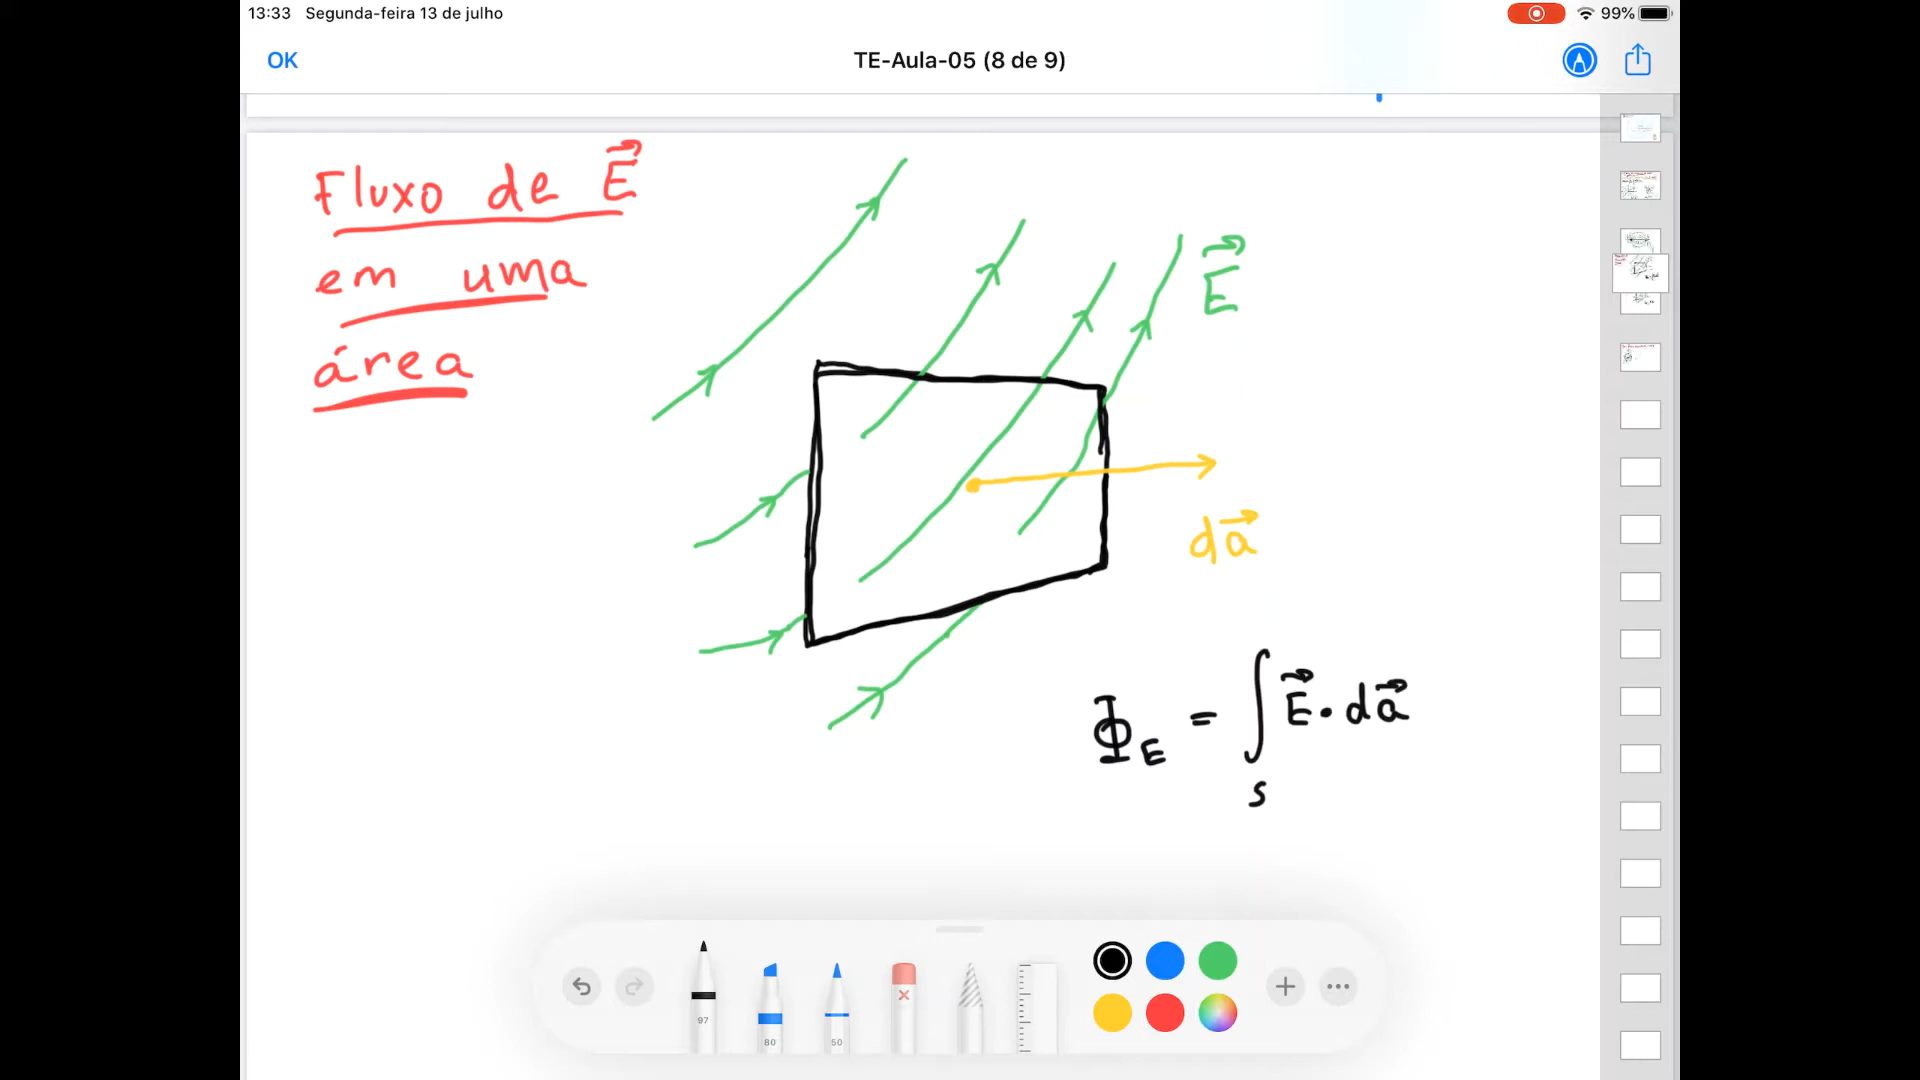 13:33 Segunda-feira 13 de julho
99%
OK
TE-Aula-05 (8 de 9)
Fluxo de E⃗
em uma
área
E⃗
da⃗
Φ_E = ∫_S E⃗ · da⃗
97
80
50